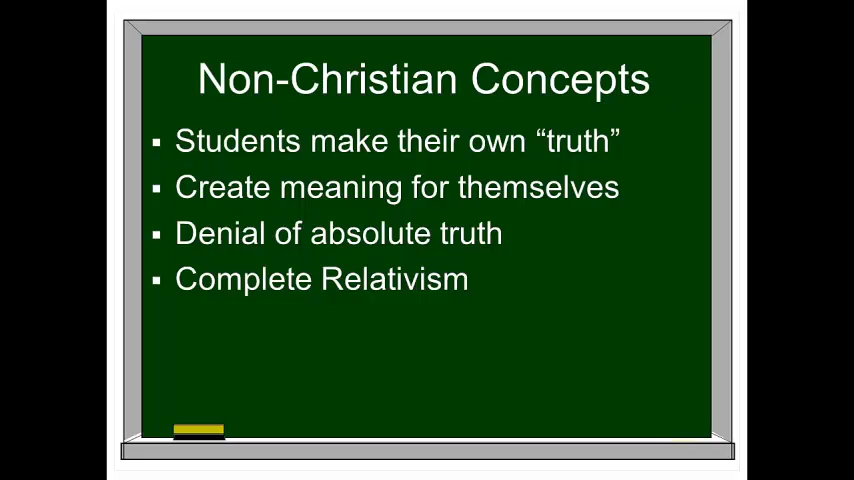 Non-Christian Concepts
▪ Students make their own “truth”
▪ Create meaning for themselves
▪ Denial of absolute truth
▪ Complete Relativism